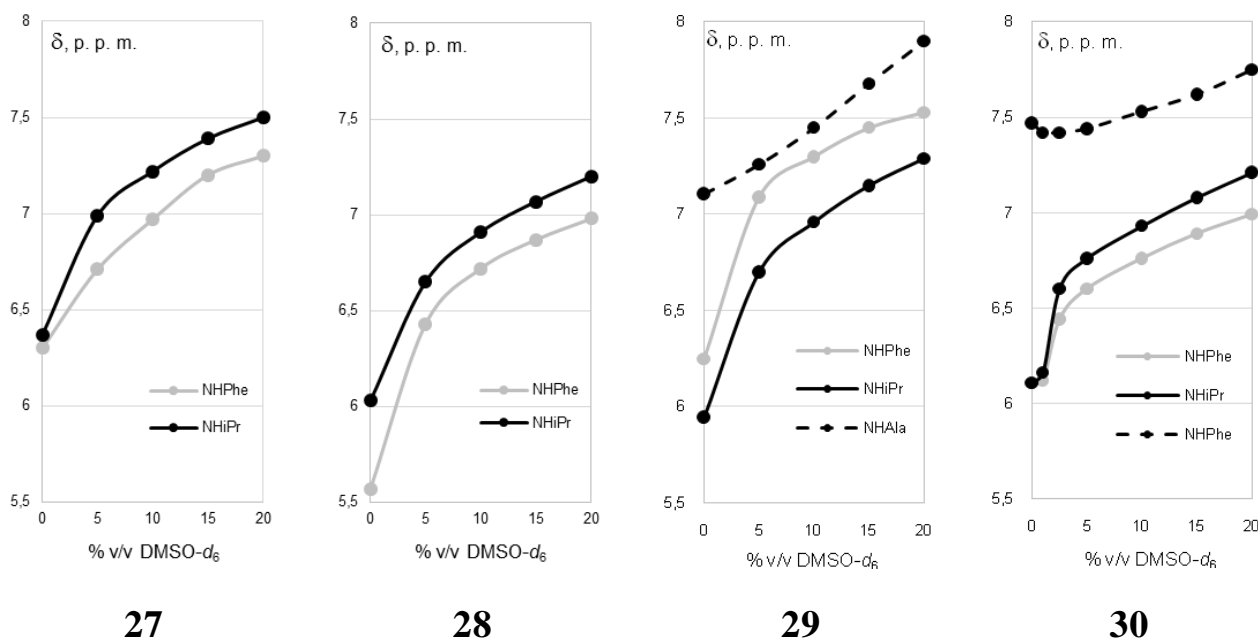 δ, p. p. m.
8
7,5
7
6,5
6
5,5
NHPhe
NHiPr
0 5 10 15 20
% v/v DMSO-d₆
27
δ, p. p. m.
8
7,5
7
6,5
6
5,5
NHPhe
NHiPr
0 5 10 15 20
% v/v DMSO-d₆
28
δ, p. p. m.
8
7,5
7
6,5
6
5,5
NHPhe
NHiPr
NHAla
0 5 10 15 20
% v/v DMSO-d₆
29
δ, p. p. m.
8
7,5
7
6,5
6
5,5
NHPhe
NHiPr
NHPhe
0 5 10 15 20
% v/v DMSO-d₆
30